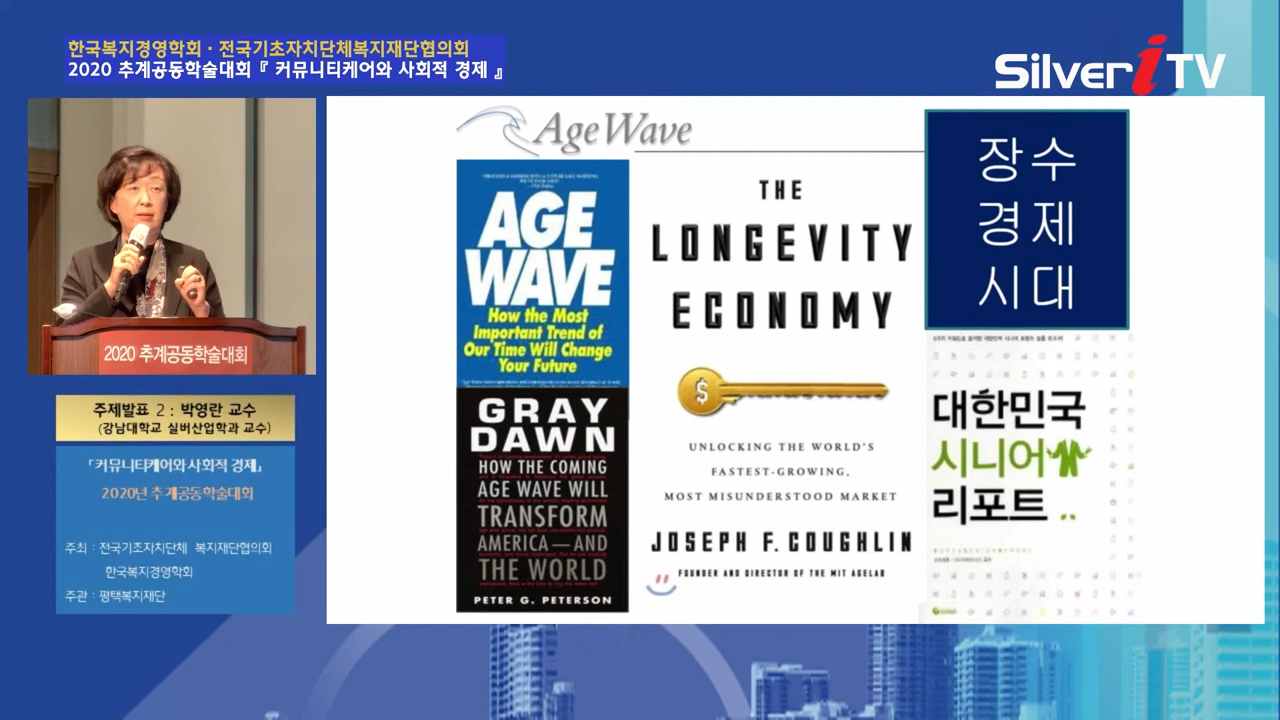 한국복지경영학회 · 전국기초자치단체복지재단협의회
2020 추계공동학술대회 『 커뮤니티케어와 사회적 경제 』
Silver i TV
2020 추계공동학술대회
주제발표 2 : 박영란 교수
(강남대학교 실버산업학과 교수)
『커뮤니티케어와 사회적 경제』
2020년 추계공동학술대회
주최 : 전국기초자치단체 복지재단협의회
한국복지경영학회
주관 : 평택복지재단
Age Wave
AGE
WAVE
How the Most
Important Trend of
Our Time Will Change
Your Future
GRAY
DAWN
HOW THE COMING
AGE WAVE WILL
TRANSFORM
AMERICA—AND
THE WORLD
PETER G. PETERSON
THE
LONGEVITY
ECONOMY
$
UNLOCKING THE WORLD'S
FASTEST-GROWING,
MOST MISUNDERSTOOD MARKET
JOSEPH F. COUGHLIN
FOUNDER AND DIRECTOR OF THE MIT AGELAB
장수
경제
시대
대한민국
시니어
리포트